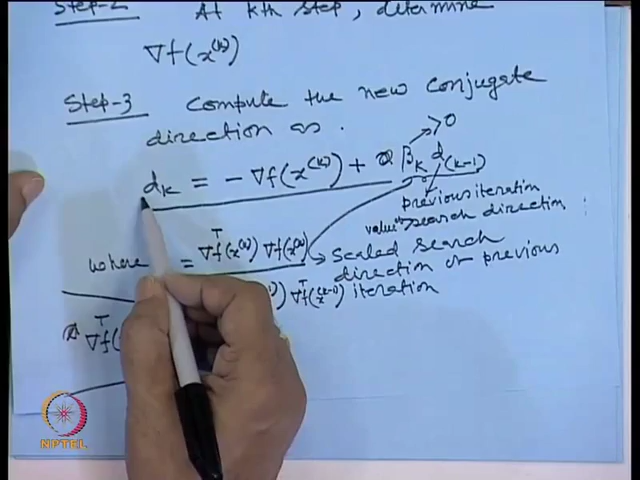 Step-2 At kth step, determine
∇f(x^(k))
Step-3 Compute the new conjugate
direction as.
d_k = -∇f(x^(k)) + β_k d_(k-1)
>0
previous iteration
value search direction
where = ∇^T f(x^(k)) ∇f(x^(k))
scaled search
direction or previous
) ∇^T f(x^(k-1)) iteration
∇^T f(
NPTEL